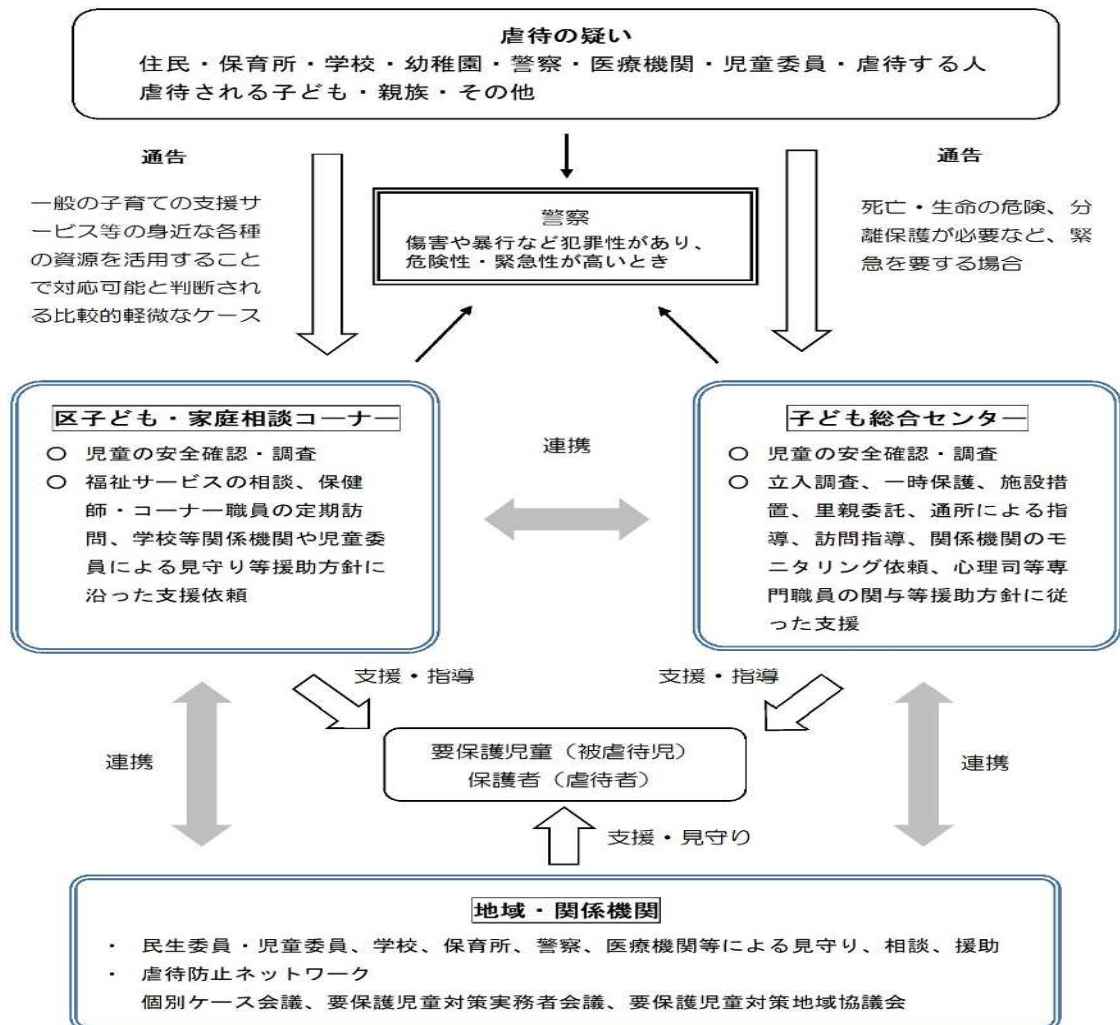 虐待の疑い
住民・保育所・学校・幼稚園・警察・医療機関・児童委員・虐待する人
虐待される子ども・親族・その他
通告
一般の子育ての支援サ
ービス等の身近な各種
の資源を活用すること
で対応可能と判断され
る比較的軽微なケース
警察
傷害や暴行など犯罪性があり、
危険性・緊急性が高いとき
通告
死亡・生命の危険、分
離保護が必要など、緊
急を要する場合
区子ども・家庭相談コーナー
○ 児童の安全確認・調査
○ 福祉サービスの相談、保健
師・コーナー職員の定期訪
問、学校等関係機関や児童委
員による見守り等援助方針に
沿った支援依頼
連携
子ども総合センター
○ 児童の安全確認・調査
○ 立入調査、一時保護、施設措
置、里親委託、通所による指
導、訪問指導、関係機関のモ
ニタリング依頼、心理司等専
門職員の関与等援助方針に従
った支援
支援・指導
支援・指導
連携
要保護児童（被虐待児）
保護者（虐待者）
連携
支援・見守り
地域・関係機関
・ 民生委員・児童委員、学校、保育所、警察、医療機関等による見守り、相談、援助
・ 虐待防止ネットワーク
個別ケース会議、要保護児童対策実務者会議、要保護児童対策地域協議会